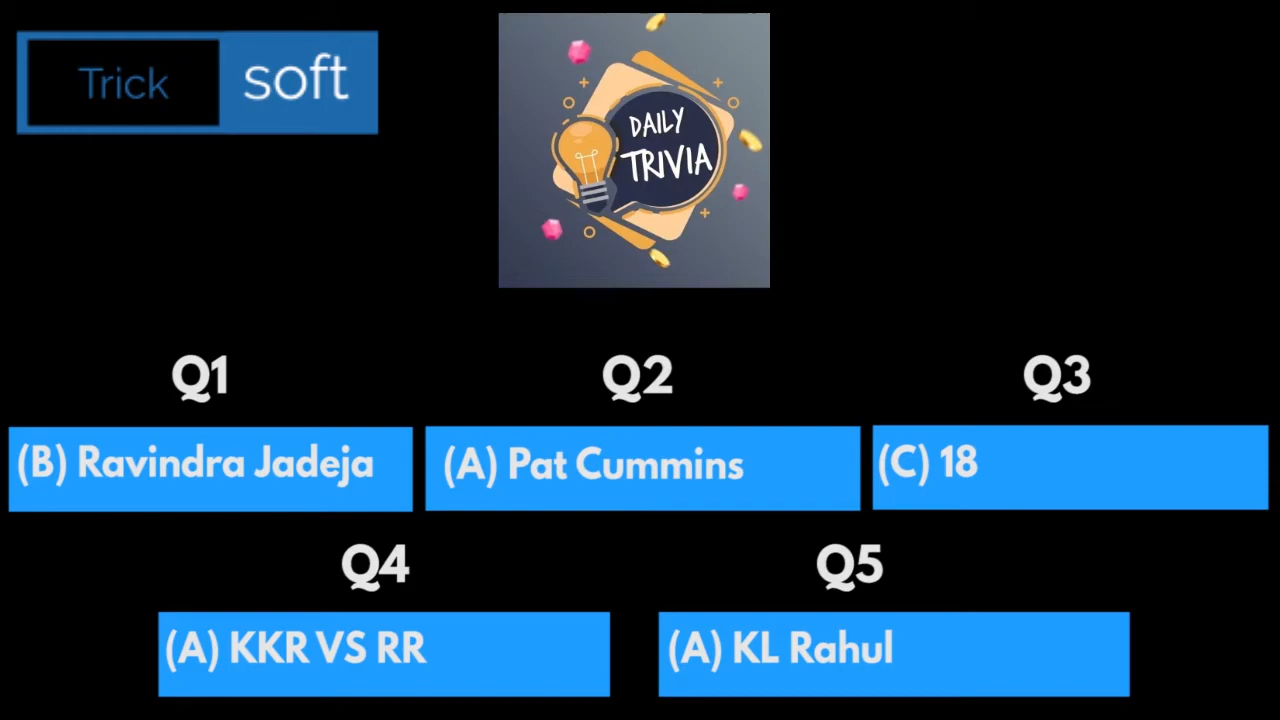 Trick soft
DAILY
TRIVIA
Q1
Q2
Q3
(B) Ravindra Jadeja
(A) Pat Cummins
(C) 18
Q4
Q5
(A) KKR VS RR
(A) KL Rahul